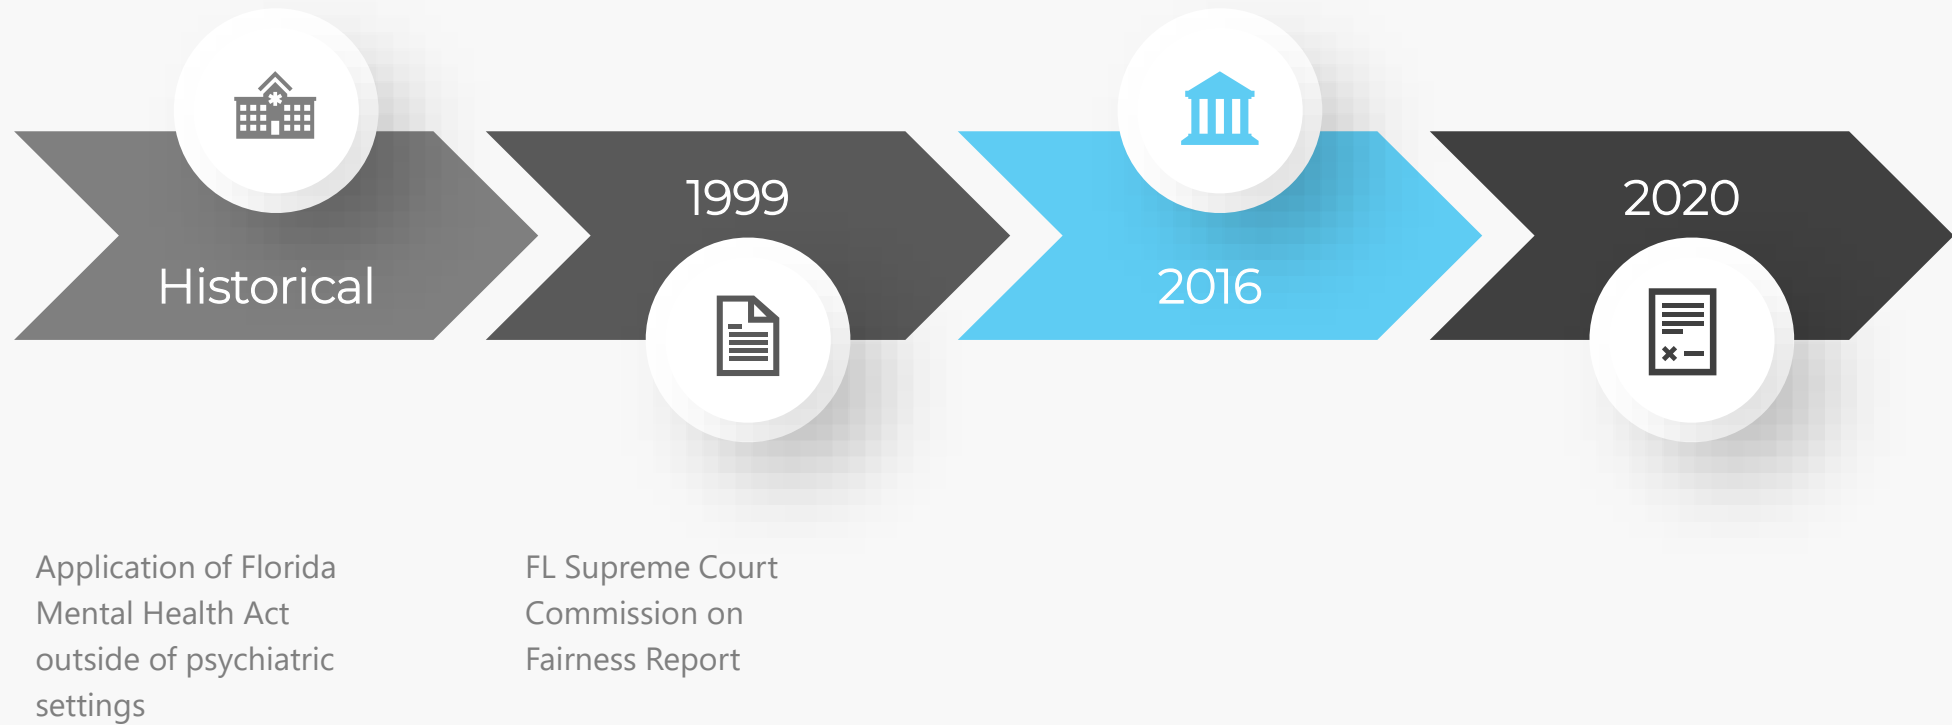 Historical
1999
2016
2020
Application of Florida
Mental Health Act
outside of psychiatric
settings
FL Supreme Court
Commission on
Fairness Report